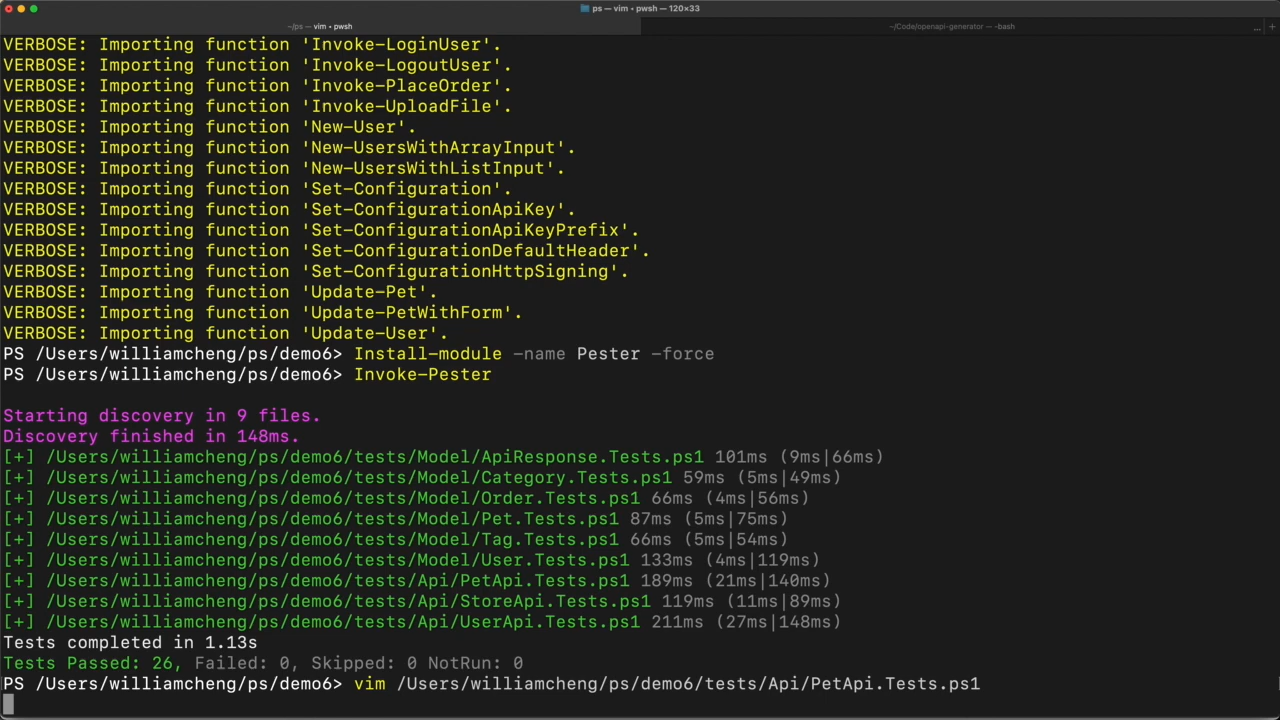 ps — vim • pwsh — 120×33
~/ps — vim • pwsh
~/Code/openapi-generator — -bash
... +
VERBOSE: Importing function 'Invoke-LoginUser'.
VERBOSE: Importing function 'Invoke-LogoutUser'.
VERBOSE: Importing function 'Invoke-PlaceOrder'.
VERBOSE: Importing function 'Invoke-UploadFile'.
VERBOSE: Importing function 'New-User'.
VERBOSE: Importing function 'New-UsersWithArrayInput'.
VERBOSE: Importing function 'New-UsersWithListInput'.
VERBOSE: Importing function 'Set-Configuration'.
VERBOSE: Importing function 'Set-ConfigurationApiKey'.
VERBOSE: Importing function 'Set-ConfigurationApiKeyPrefix'.
VERBOSE: Importing function 'Set-ConfigurationDefaultHeader'.
VERBOSE: Importing function 'Set-ConfigurationHttpSigning'.
VERBOSE: Importing function 'Update-Pet'.
VERBOSE: Importing function 'Update-PetWithForm'.
VERBOSE: Importing function 'Update-User'.
PS /Users/williamcheng/ps/demo6> Install-module -name Pester -force
PS /Users/williamcheng/ps/demo6> Invoke-Pester
Starting discovery in 9 files.
Discovery finished in 148ms.
[+] /Users/williamcheng/ps/demo6/tests/Model/ApiResponse.Tests.ps1 101ms (9ms|66ms)
[+] /Users/williamcheng/ps/demo6/tests/Model/Category.Tests.ps1 59ms (5ms|49ms)
[+] /Users/williamcheng/ps/demo6/tests/Model/Order.Tests.ps1 66ms (4ms|56ms)
[+] /Users/williamcheng/ps/demo6/tests/Model/Pet.Tests.ps1 87ms (5ms|75ms)
[+] /Users/williamcheng/ps/demo6/tests/Model/Tag.Tests.ps1 66ms (5ms|54ms)
[+] /Users/williamcheng/ps/demo6/tests/Model/User.Tests.ps1 133ms (4ms|119ms)
[+] /Users/williamcheng/ps/demo6/tests/Api/PetApi.Tests.ps1 189ms (21ms|140ms)
[+] /Users/williamcheng/ps/demo6/tests/Api/StoreApi.Tests.ps1 119ms (11ms|89ms)
[+] /Users/williamcheng/ps/demo6/tests/Api/UserApi.Tests.ps1 211ms (27ms|148ms)
Tests completed in 1.13s
Tests Passed: 26, Failed: 0, Skipped: 0 NotRun: 0
PS /Users/williamcheng/ps/demo6> vim /Users/williamcheng/ps/demo6/tests/Api/PetApi.Tests.ps1